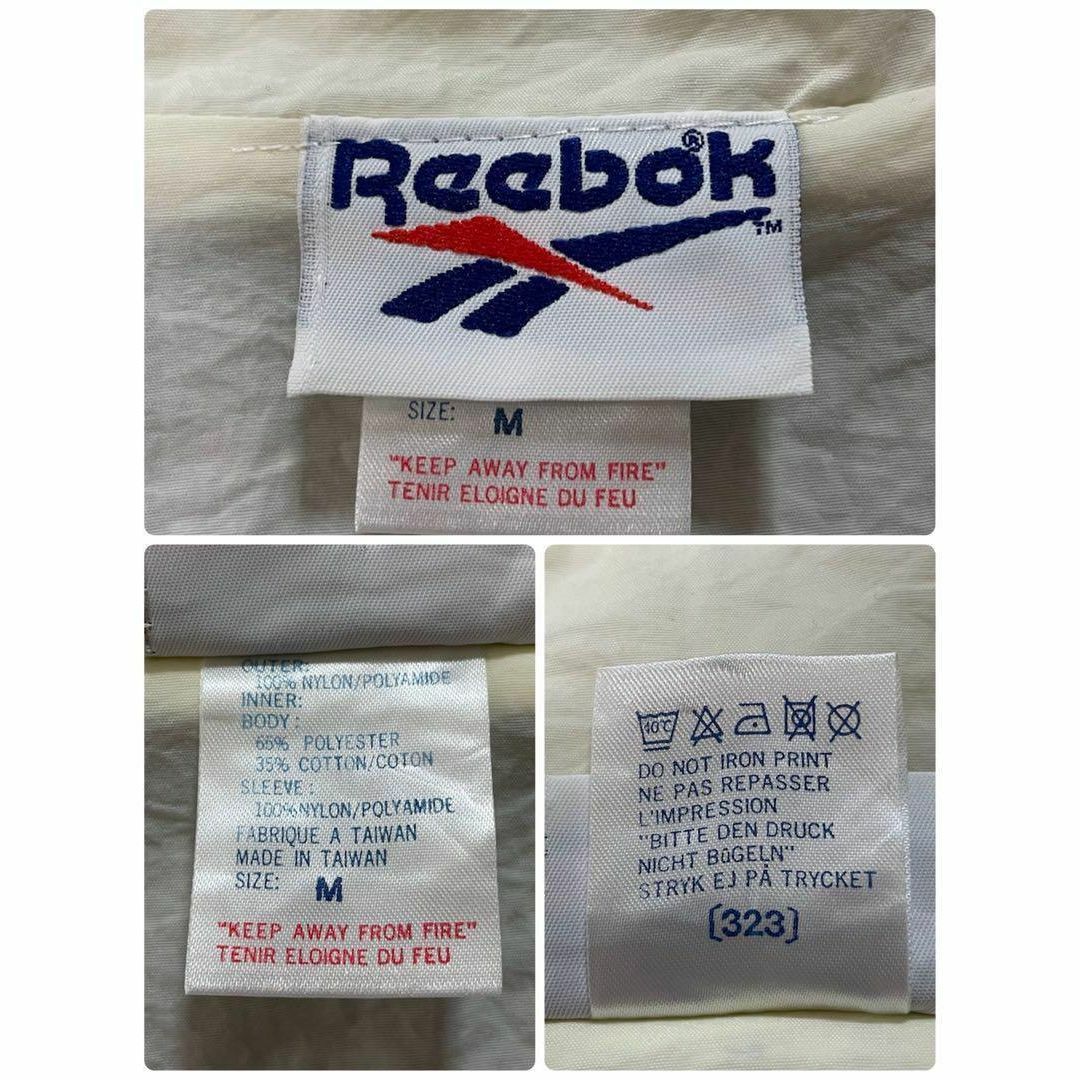 Reebok®
TM
SIZE: M
"KEEP AWAY FROM FIRE"
TENIR ELOIGNE DU FEU
OUTER:
100% NYLON/POLYAMIDE
INNER:
BODY:
65% POLYESTER
35% COTTON/COTON
SLEEVE:
100%NYLON/POLYAMIDE
FABRIQUE A TAIWAN
MADE IN TAIWAN
SIZE: M
"KEEP AWAY FROM FIRE"
TENIR ELOIGNE DU FEU
40°C
DO NOT IRON PRINT
NE PAS REPASSER
L'IMPRESSION
"BITTE DEN DRUCK
NICHT BÜGELN"
STRYK EJ PÅ TRYCKET
(323)